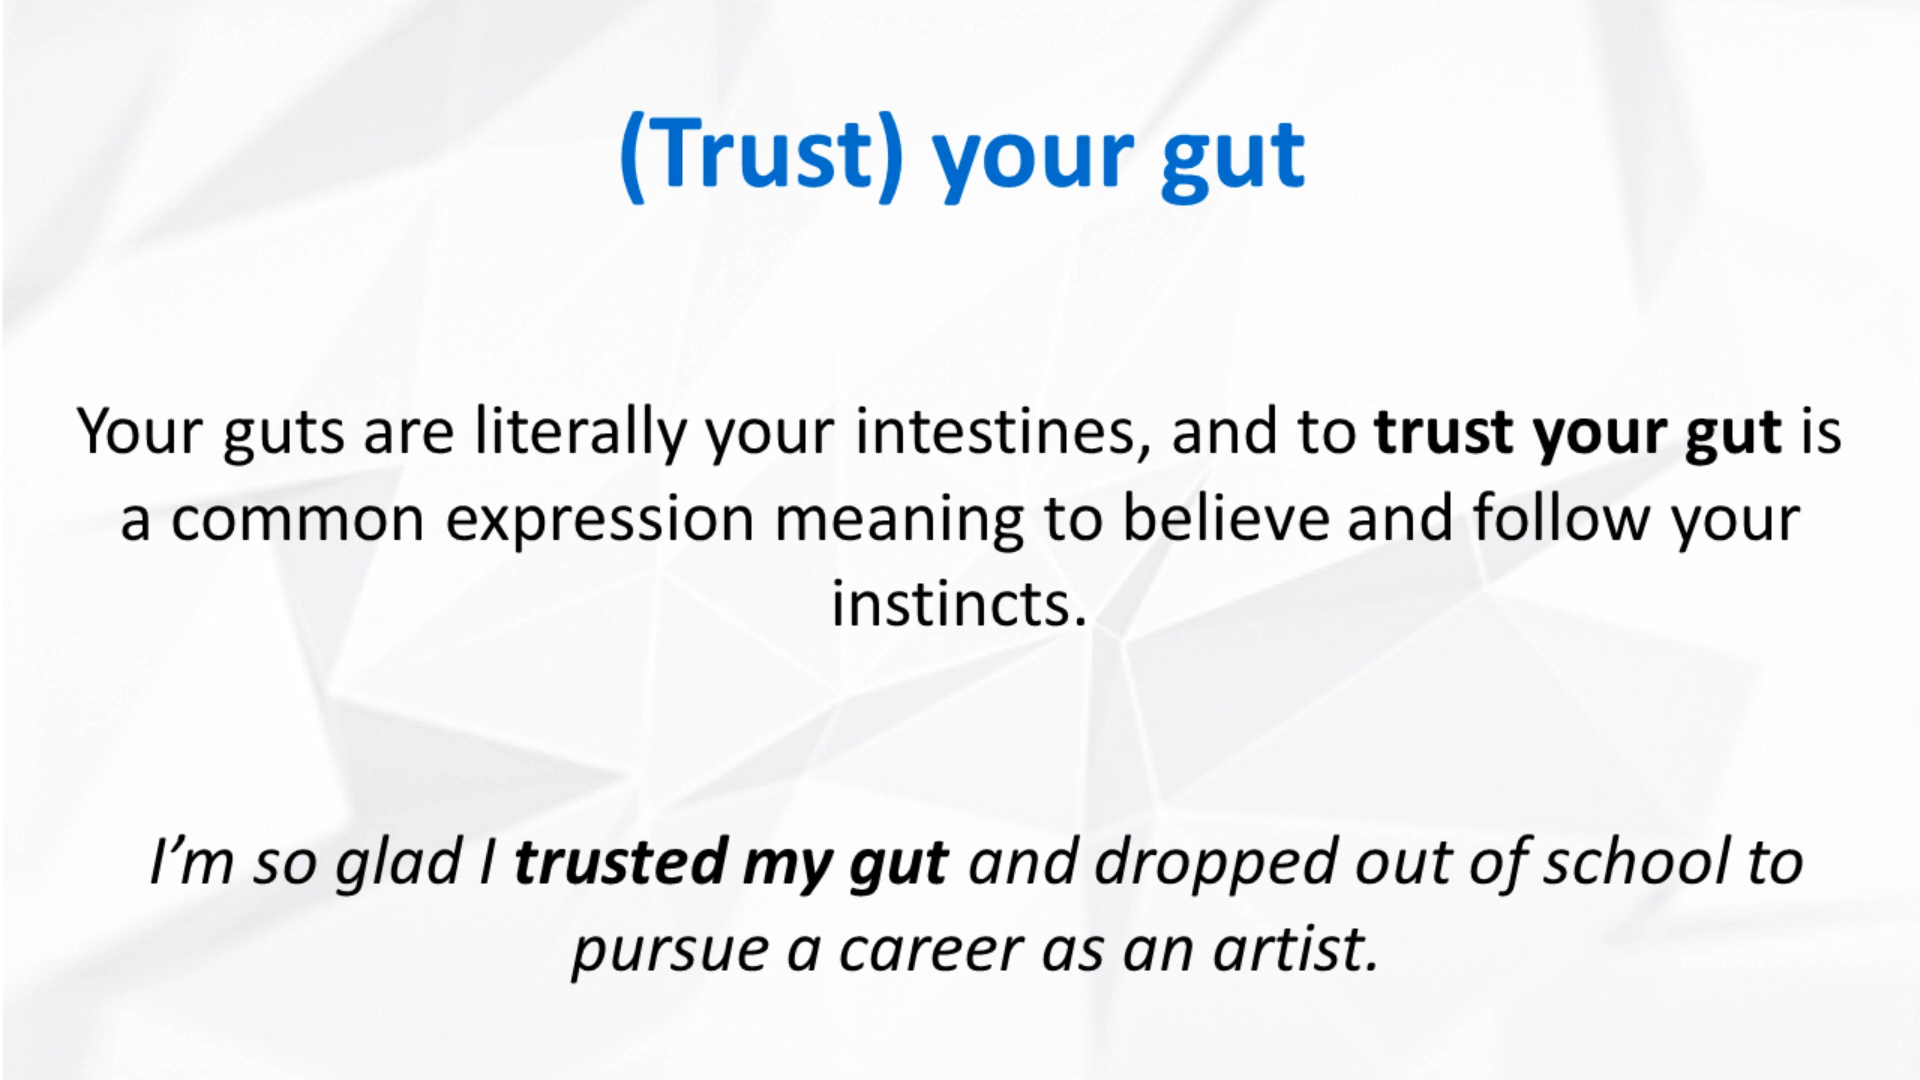 (Trust) your gut
Your guts are literally your intestines, and to trust your gut is
a common expression meaning to believe and follow your
instincts.
I’m so glad I trusted my gut and dropped out of school to
pursue a career as an artist.